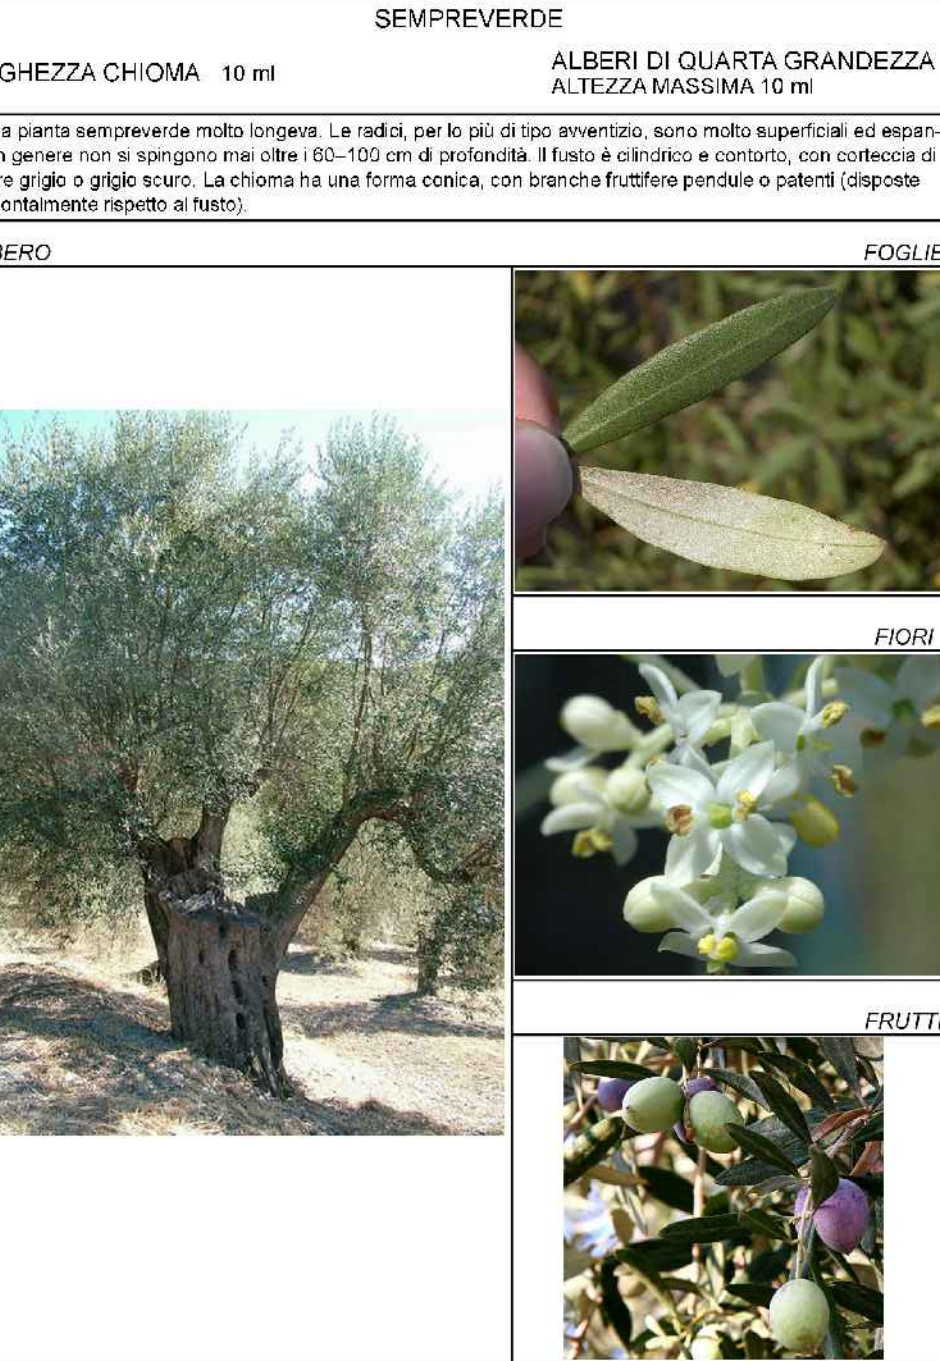 SEMPREVERDE
GHEZZA CHIOMA 10 ml
ALBERI DI QUARTA GRANDEZZA
ALTEZZA MASSIMA 10 ml
a pianta sempreverde molto longeva. Le radici, per lo più di tipo avventizio, sono molto superficiali ed espan-
n genere non si spingono mai oltre i 60–100 cm di profondità. Il fusto è cilindrico e contorto, con corteccia di
re grigio o grigio scuro. La chioma ha una forma conica, con branche fruttifere pendule o patenti (disposte
ontalmente rispetto al fusto).
BERO
FOGLIE
FIORI
FRUTTI